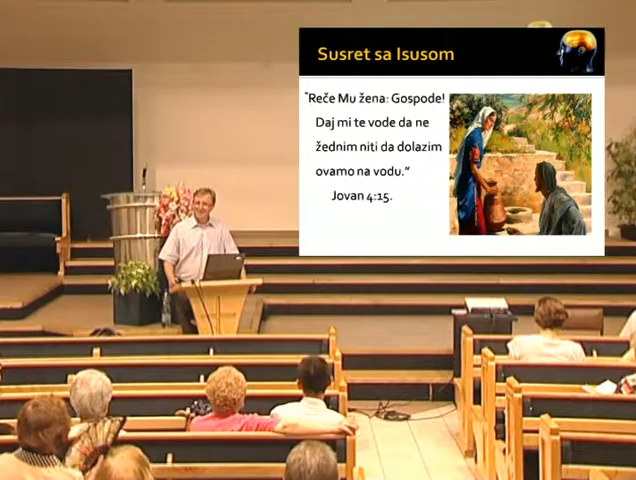 Susret sa Isusom
"Reče Mu žena: Gospode!
Daj mi te vode da ne
žednim niti da dolazim
ovamo na vodu."
Jovan 4:15.